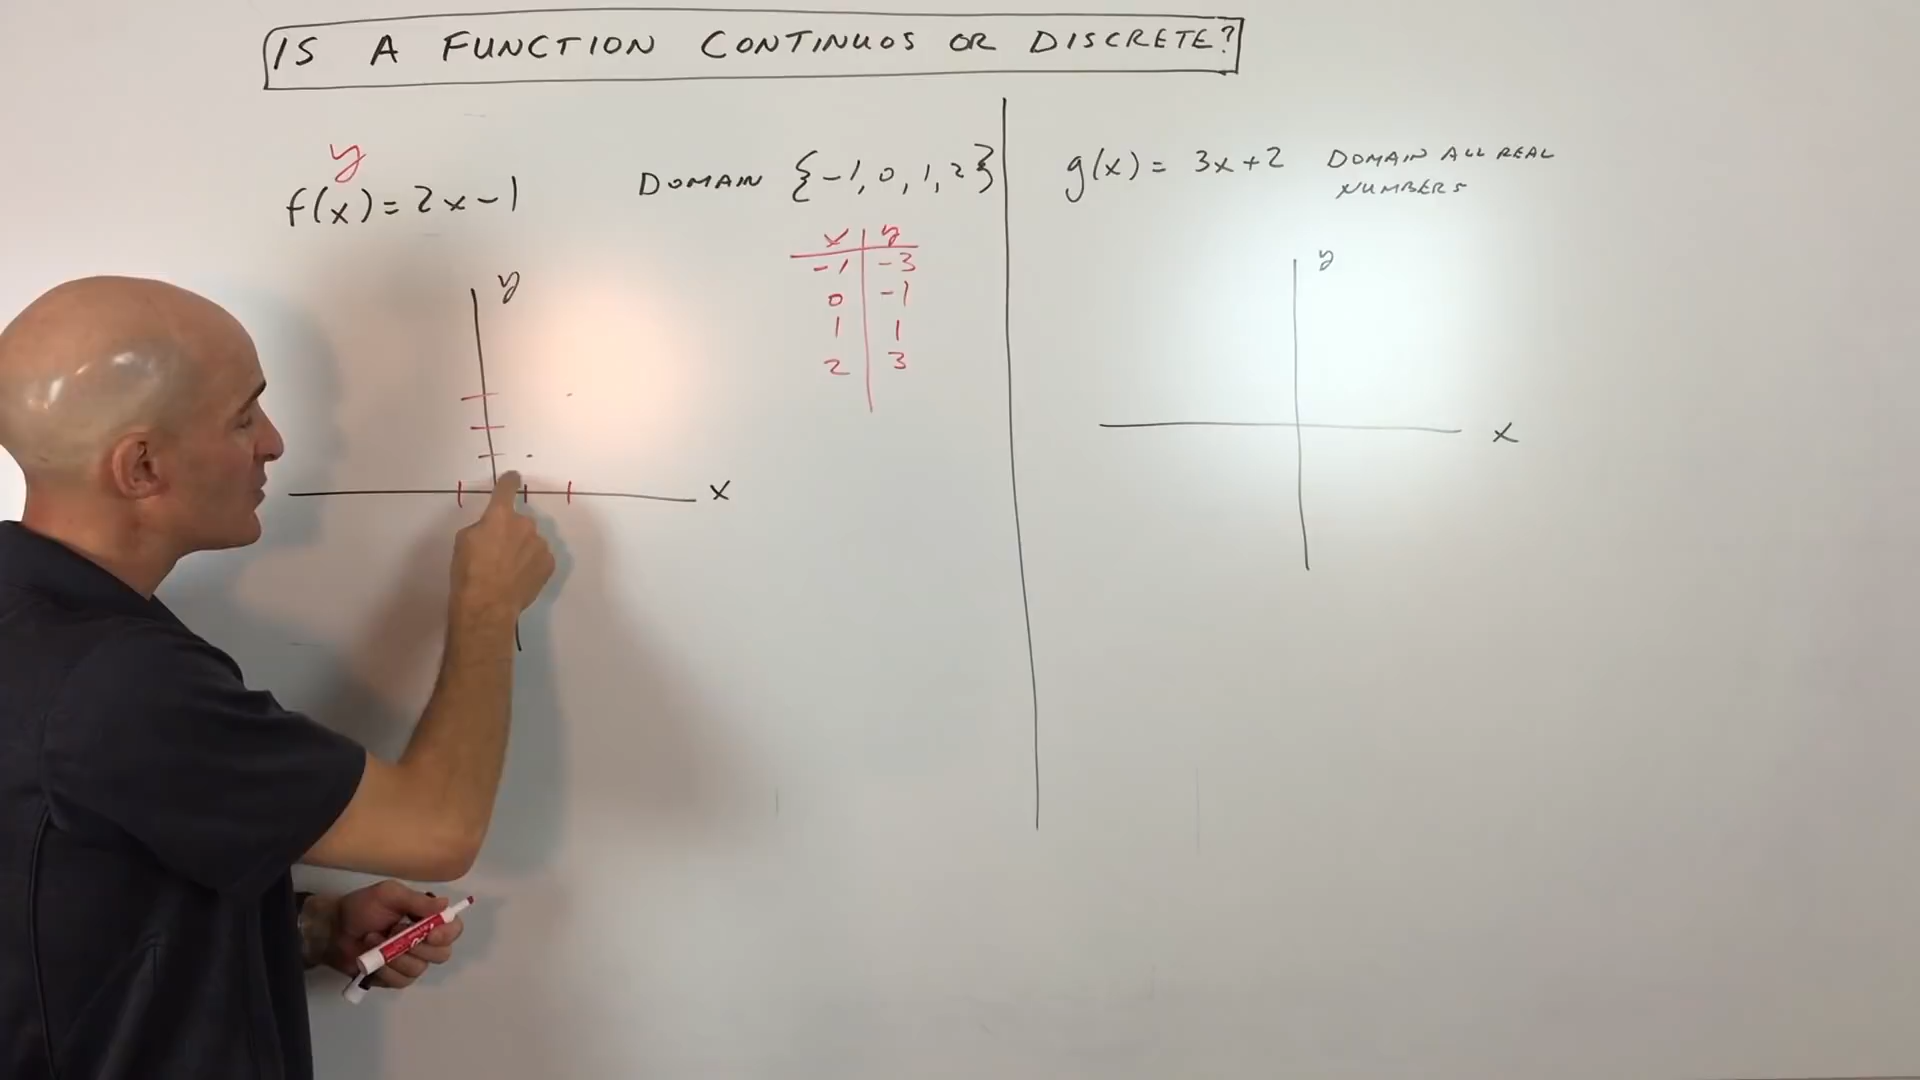 IS A FUNCTION CONTINUOS OR DISCRETE?
y
f(x) = 2x - 1
DOMAIN {-1, 0, 1, 2}
x y
-1 -3
0 -1
1 1
2 3
y
x
g(x) = 3x + 2 DOMAIN ALL REAL
NUMBERS
y
x